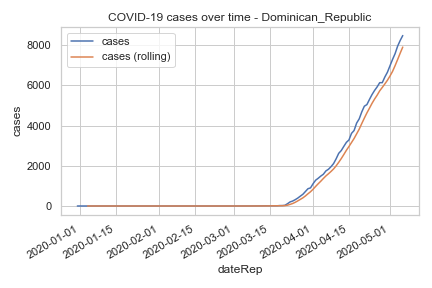 COVID-19 cases over time - Dominican_Republic
cases
cases (rolling)
cases
8000
6000
4000
2000
0
2020-01-01
2020-01-15
2020-02-01
2020-02-15
2020-03-01
2020-03-15
2020-04-01
2020-04-15
2020-05-01
dateRep